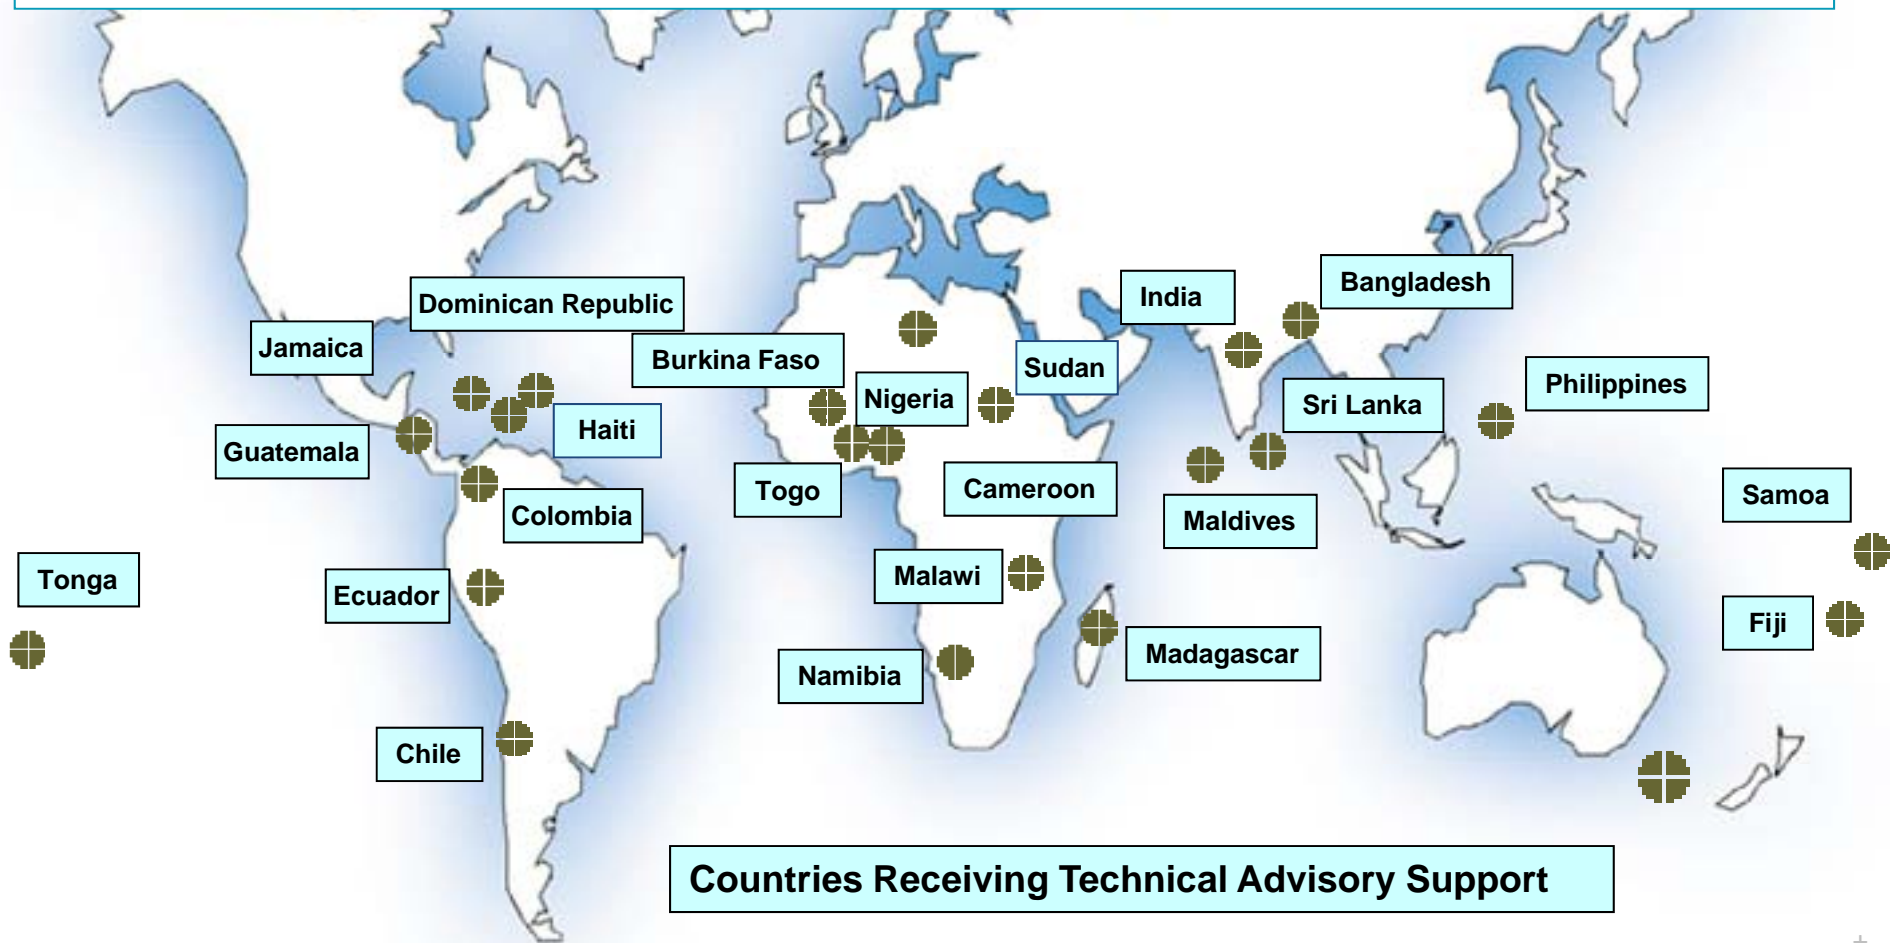 Bangladesh
India
Dominican Republic
Jamaica
Burkina Faso
Sudan
Philippines
Nigeria
Sri Lanka
Haiti
Guatemala
Togo
Cameroon
Samoa
Colombia
Maldives
Tonga
Malawi
Ecuador
Fiji
Madagascar
Namibia
Chile
Countries Receiving Technical Advisory Support